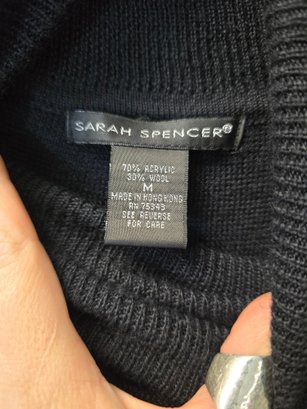 SARAH SPENCER®
70% ACRYLIC
30% WOOL
M
MADE IN HONG KONG
RN 75343
SEE REVERSE
FOR CARE